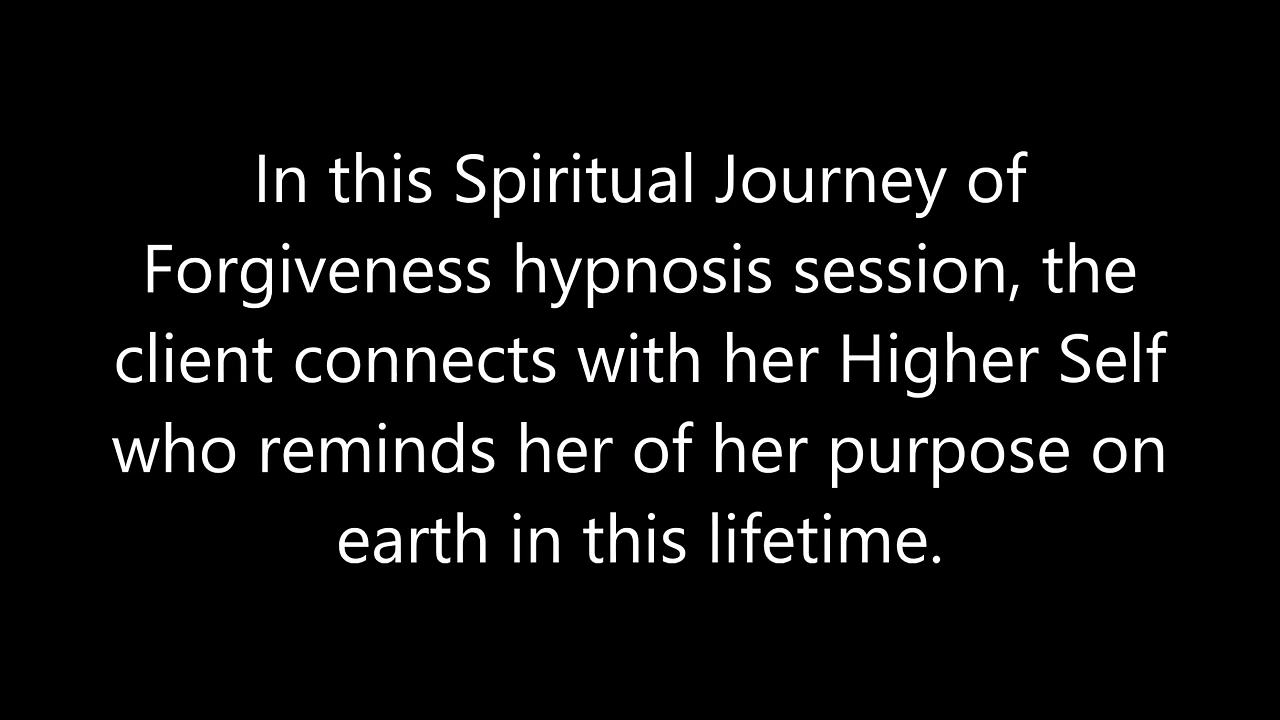 In this Spiritual Journey of
Forgiveness hypnosis session, the
client connects with her Higher Self
who reminds her of her purpose on
earth in this lifetime.